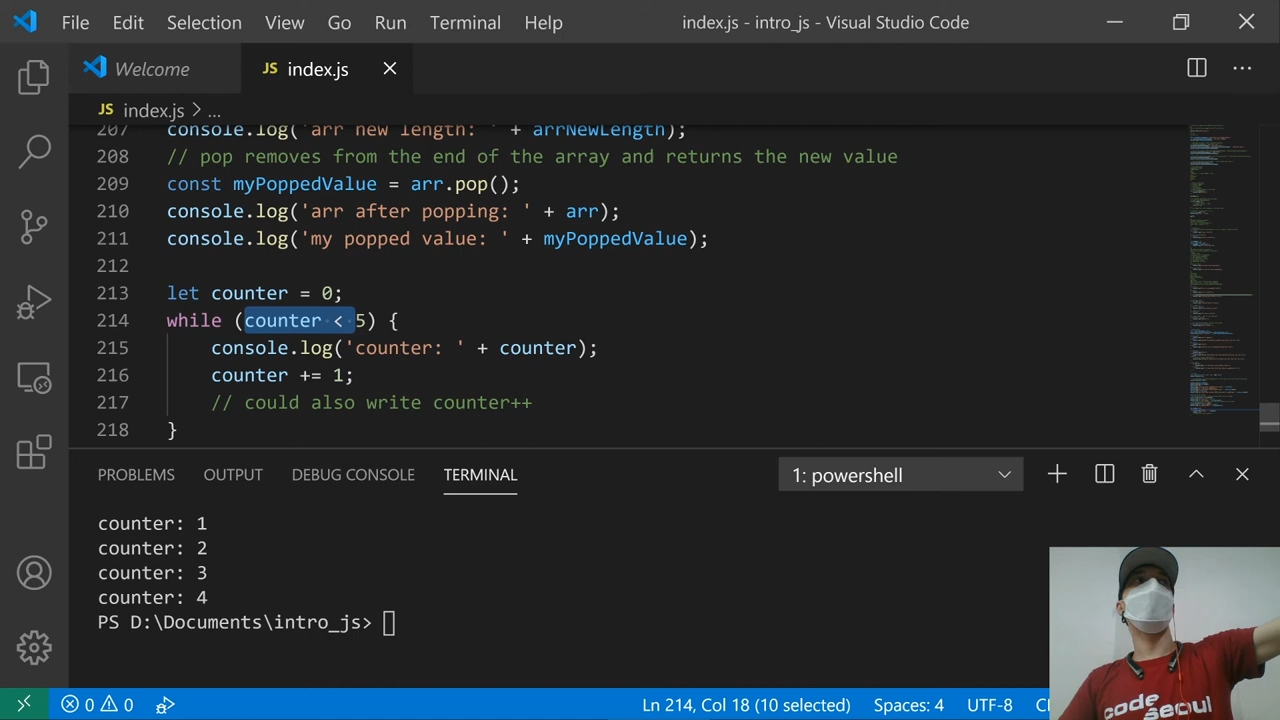 File Edit Selection View Go Run Terminal Help index.js - intro_js - Visual Studio Code
Welcome JS index.js
JS index.js > ...
207 console.log('arr new length: ' + arrNewLength);
208 // pop removes from the end of the array and returns the new value
209 const myPoppedValue = arr.pop();
210 console.log('arr after popping: ' + arr);
211 console.log('my popped value: ' + myPoppedValue);
212
213 let counter = 0;
214 while (counter < 5) {
215 console.log('counter: ' + counter);
216 counter += 1;
217 // could also write counter++
218 }
PROBLEMS OUTPUT DEBUG CONSOLE TERMINAL 1: powershell
counter: 1
counter: 2
counter: 3
counter: 4
PS D:\Documents\intro_js>
0 0 Ln 214, Col 18 (10 selected) Spaces: 4 UTF-8
code
seoul